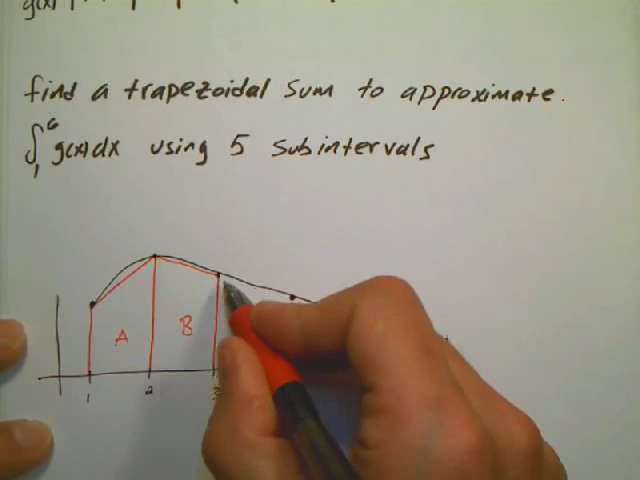 g(x)
find a trapezoidal sum to approximate.
∫₁⁶ g(x)dx using 5 subintervals
A B
1 2 3